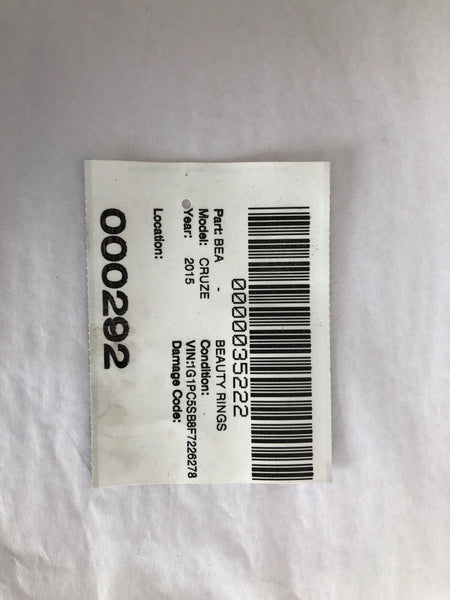 0000035222
Part: BEA - BEAUTY RINGS
Model: CRUZE Condition:
Year: 2015 VIN:1G1PC5SB8F7226278
Damage Code:
Location:
000292